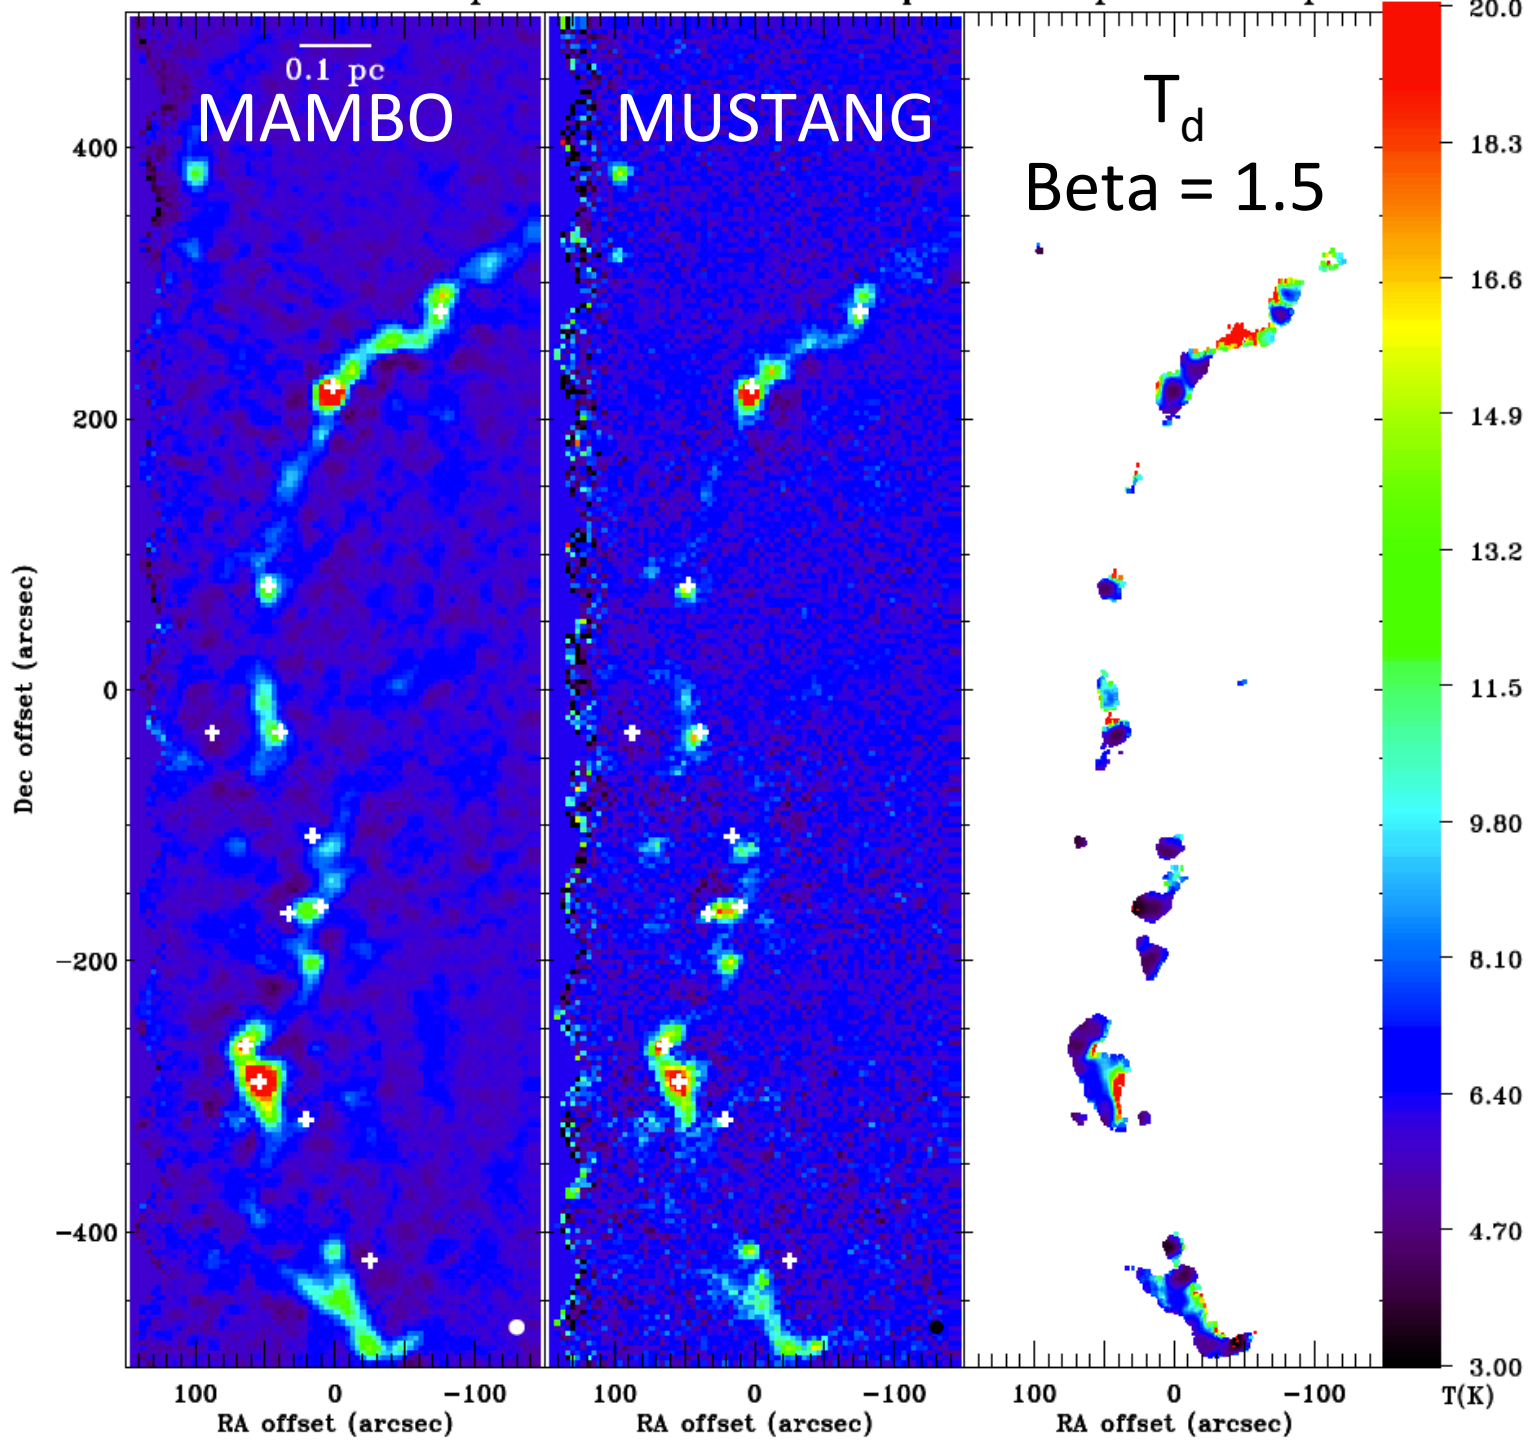 0.1 pc
MAMBO
MUSTANG
Td
Beta = 1.5
400
200
0
−200
−400
Dec offset (arcsec)
100 0 −100
100 0 −100
100 0 −100
RA offset (arcsec)
RA offset (arcsec)
RA offset (arcsec)
20.0
18.3
16.6
14.9
13.2
11.5
9.80
8.10
6.40
4.70
3.00
T(K)